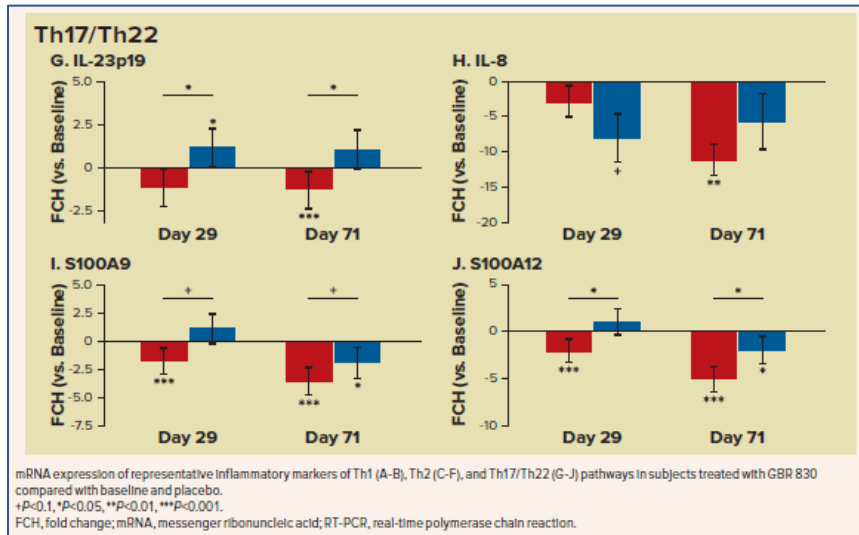 Th17/Th22
G. IL-23p19
FCH (vs. Baseline)
5.0
2.5
0
-2.5
*
*
*
***
Day 29
Day 71
H. IL-8
FCH (vs. Baseline)
0
-5
-10
-15
-20
+
**
Day 29
Day 71
I. S100A9
FCH (vs. Baseline)
5.0
2.5
0
-2.5
-5.0
-7.5
+
+
***
***
*
Day 29
Day 71
J. S100A12
FCH (vs. Baseline)
5
0
-5
-10
*
*
***
***
*
Day 29
Day 71
mRNA expression of representative inflammatory markers of Th1 (A-B), Th2 (C-F), and Th17/Th22 (G-J) pathways in subjects treated with GBR 830
compared with baseline and placebo.
+P<0.1, *P<0.05, **P<0.01, ***P<0.001.
FCH, fold change; mRNA, messenger ribonucleic acid; RT-PCR, real-time polymerase chain reaction.